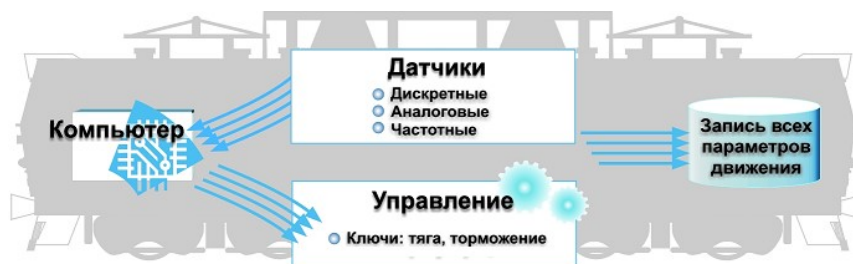 Датчики
Дискретные
Аналоговые
Частотные
Компьютер
Запись всех
параметров
движения
Управление
Ключи: тяга, торможение